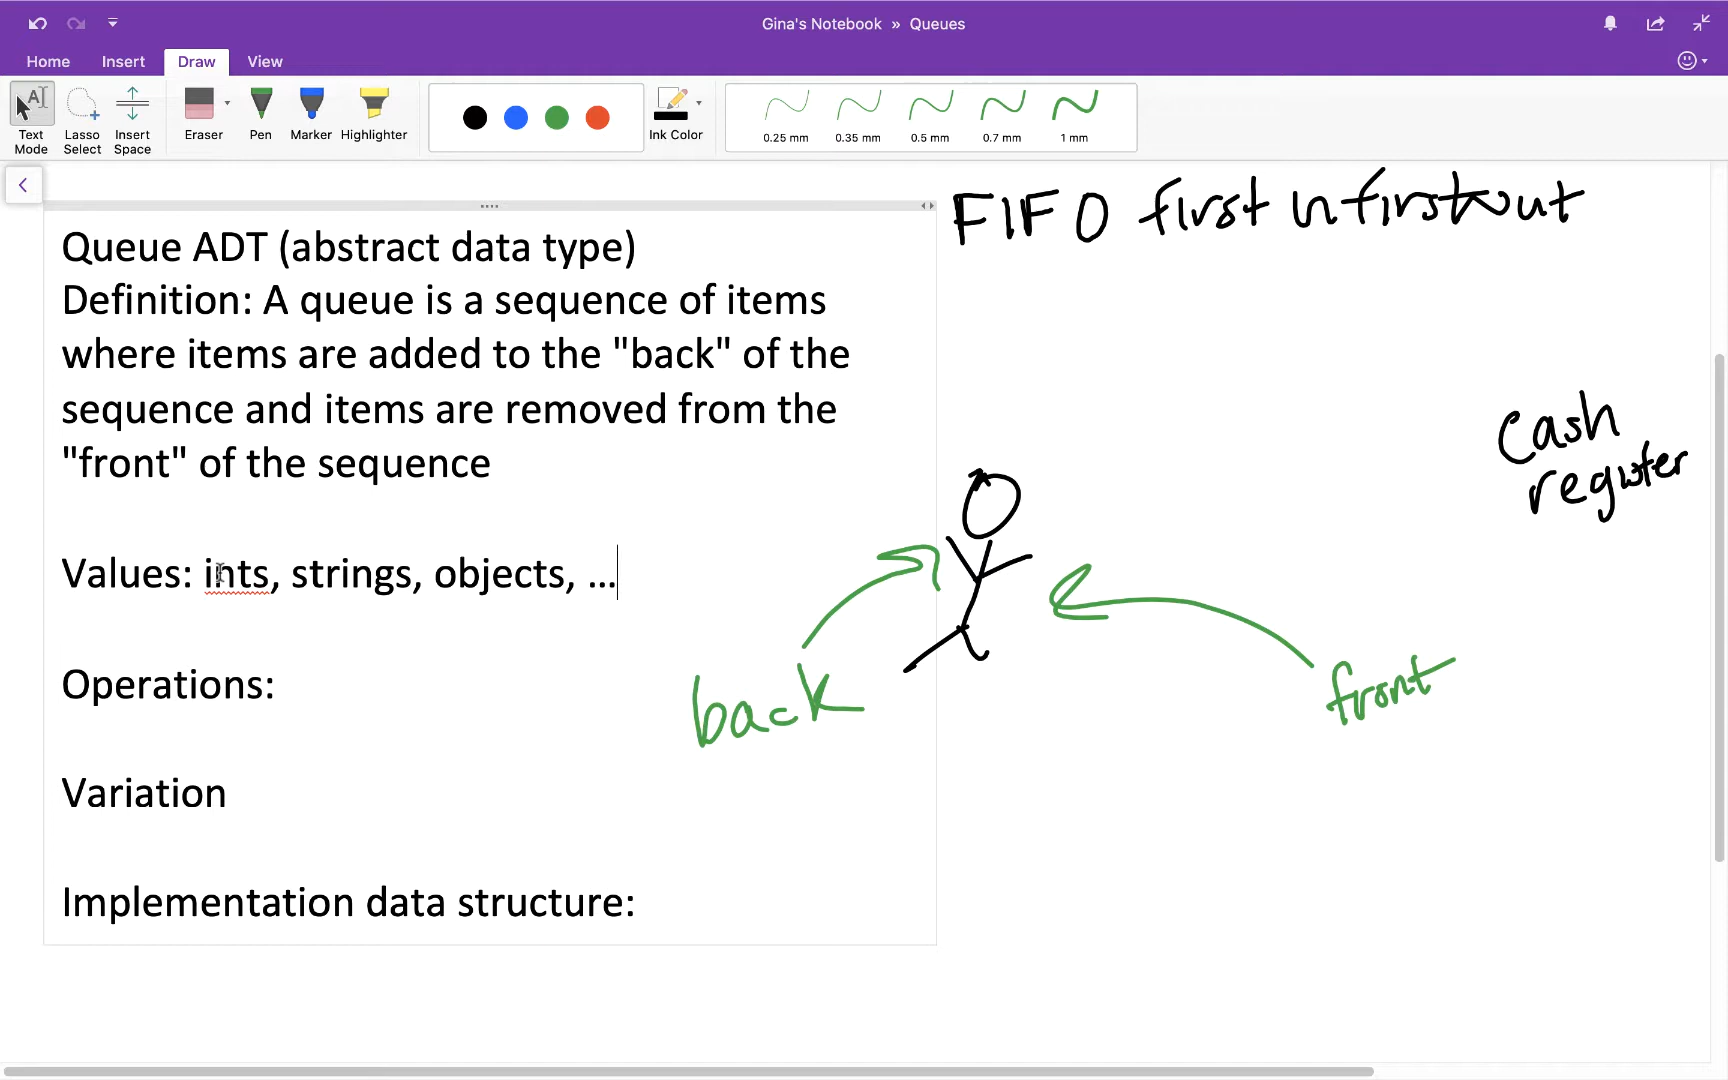 Gina's Notebook » Queues
Home Insert Draw View
Text Mode
Lasso Select
Insert Space
Eraser
Pen
Marker
Highlighter
Ink Color
0.25 mm 0.35 mm 0.5 mm 0.7 mm 1 mm
FIFO first in first out
Queue ADT (abstract data type)
Definition: A queue is a sequence of items
where items are added to the "back" of the
sequence and items are removed from the
"front" of the sequence
Values: ints, strings, objects, ...
Operations:
Variation
Implementation data structure:
cash
register
back
front